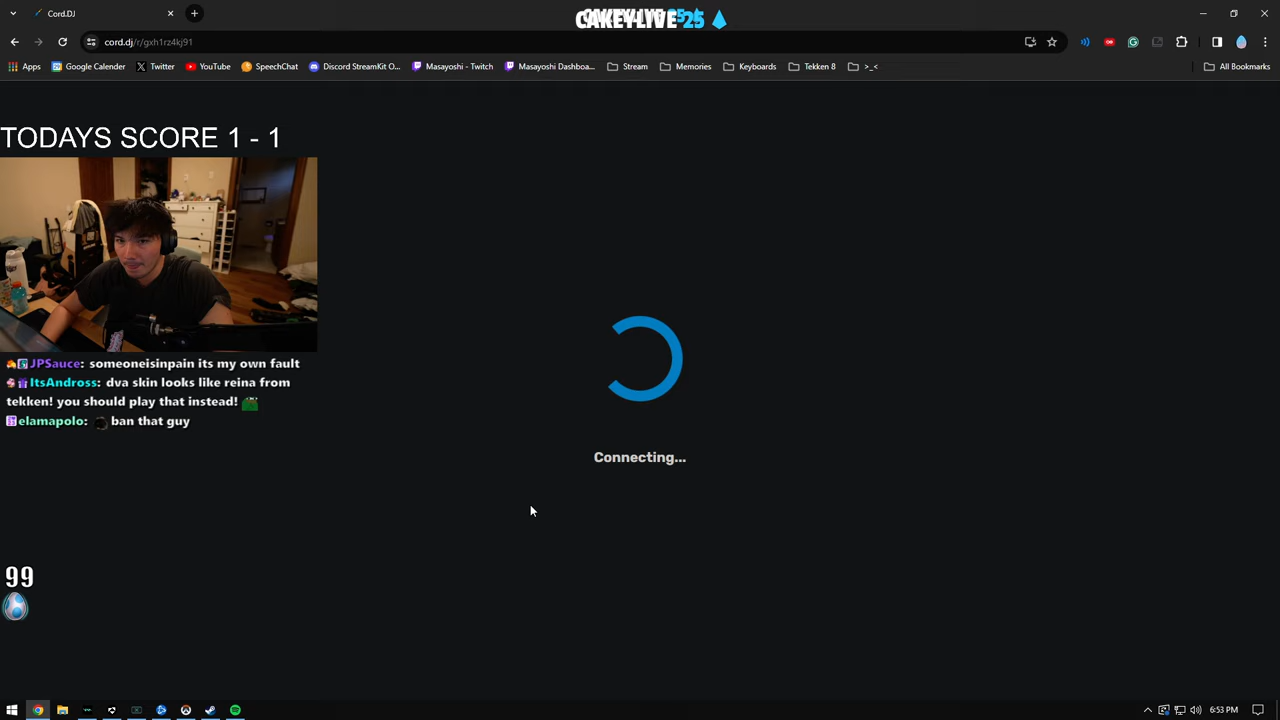 CAKEYLIVE 25
Cord.DJ
cord.dj/r/gxh1rz4kj91
Apps
Google Calender
Twitter
YouTube
SpeechChat
Discord StreamKit O...
Masayoshi - Twitch
Masayoshi Dashboa...
Stream
Memories
Keyboards
Tekken 8
>_<
All Bookmarks
TODAYS SCORE 1 - 1
JPSauce: someoneisinpain its my own fault
ItsAndross: dva skin looks like reina from
tekken! you should play that instead!
elamapolo: ban that guy
Connecting...
99
6:53 PM